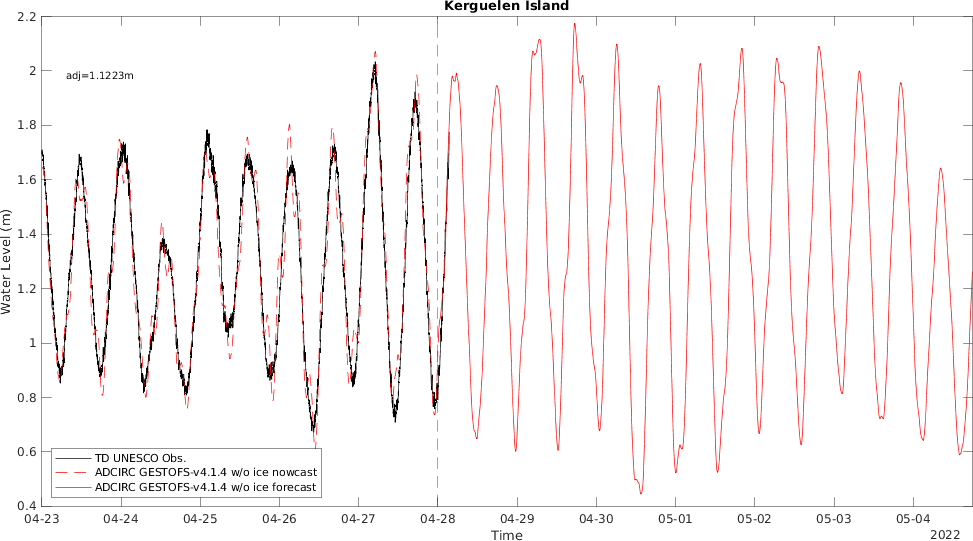 Kerguelen Island
2.2
2
1.8
1.6
1.4
1.2
1
0.8
0.6
0.4
Water Level (m)
adj=1.1223m
TD UNESCO Obs.
ADCIRC GESTOFS-v4.1.4 w/o ice nowcast
ADCIRC GESTOFS-v4.1.4 w/o ice forecast
04-23 04-24 04-25 04-26 04-27 04-28 04-29 04-30 05-01 05-02 05-03 05-04
Time
2022